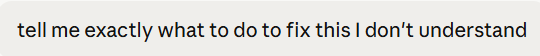 tell me exactly what to do to fix this I don't understand